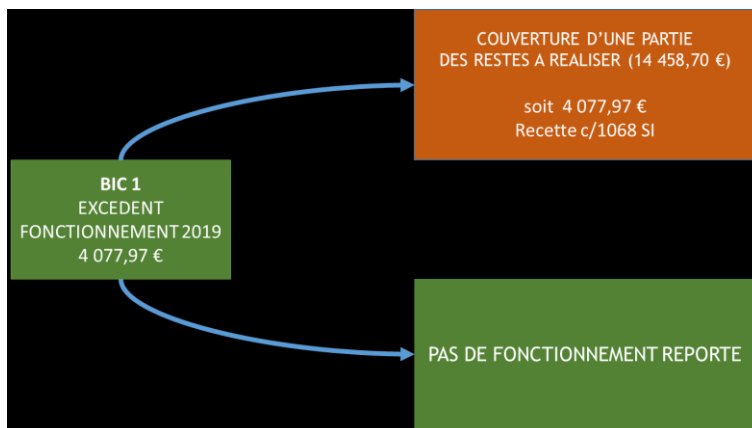 COUVERTURE D'UNE PARTIE
DES RESTES A REALISER (14 458,70 €)
soit 4 077,97 €
Recette c/1068 SI
BIC 1
EXCEDENT
FONCTIONNEMENT 2019
4 077,97 €
PAS DE FONCTIONNEMENT REPORTE